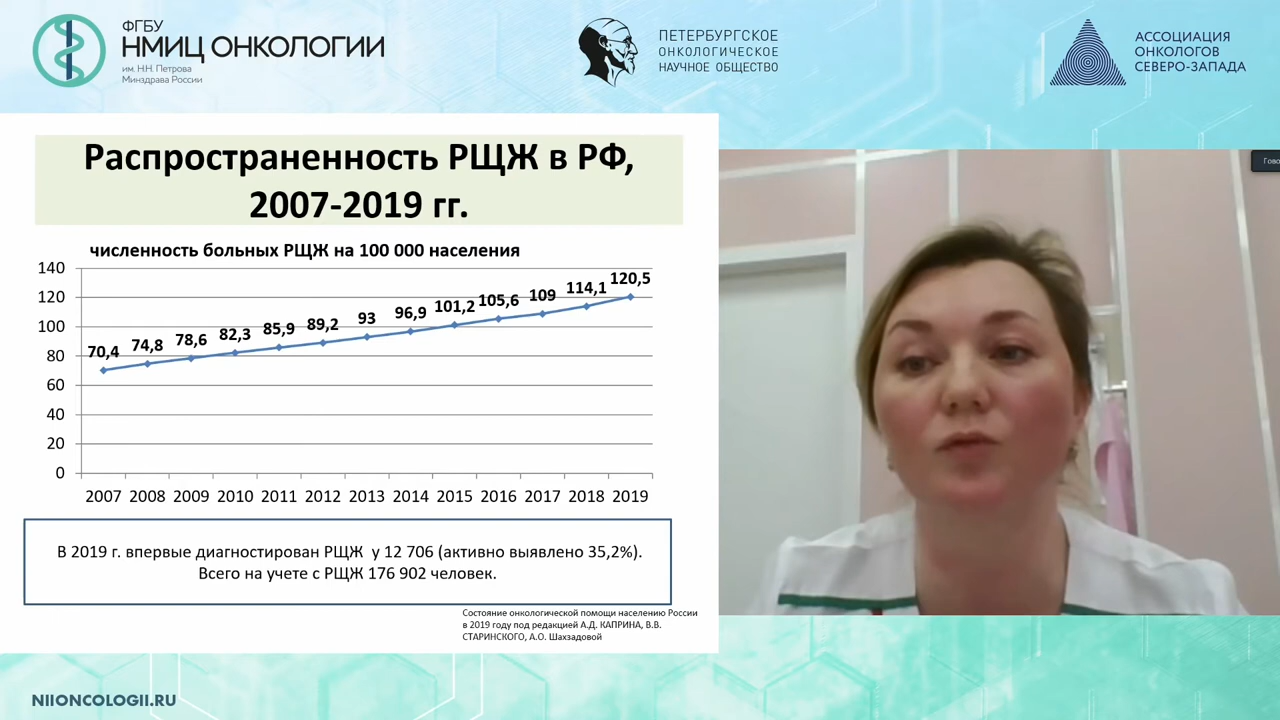 ФГБУ
НМИЦ ОНКОЛОГИИ
им. Н.Н. Петрова
Минздрава России
ПЕТЕРБУРГСКОЕ
ОНКОЛОГИЧЕСКОЕ
НАУЧНОЕ ОБЩЕСТВО
АССОЦИАЦИЯ
ОНКОЛОГОВ
СЕВЕРО-ЗАПАДА
Распространенность РЩЖ в РФ,
2007-2019 гг.
численность больных РЩЖ на 100 000 населения
140
120
100
80
60
40
20
0
70,4 74,8 78,6 82,3 85,9 89,2 93 96,9 101,2 105,6 109 114,1 120,5
2007 2008 2009 2010 2011 2012 2013 2014 2015 2016 2017 2018 2019
В 2019 г. впервые диагностирован РЩЖ у 12 706 (активно выявлено 35,2%).
Всего на учете с РЩЖ 176 902 человек.
Состояние онкологической помощи населению России
в 2019 году под редакцией А.Д. КАПРИНА, В.В.
СТАРИНСКОГО, А.О. Шахзадовой
NIIONCOLOGII.RU